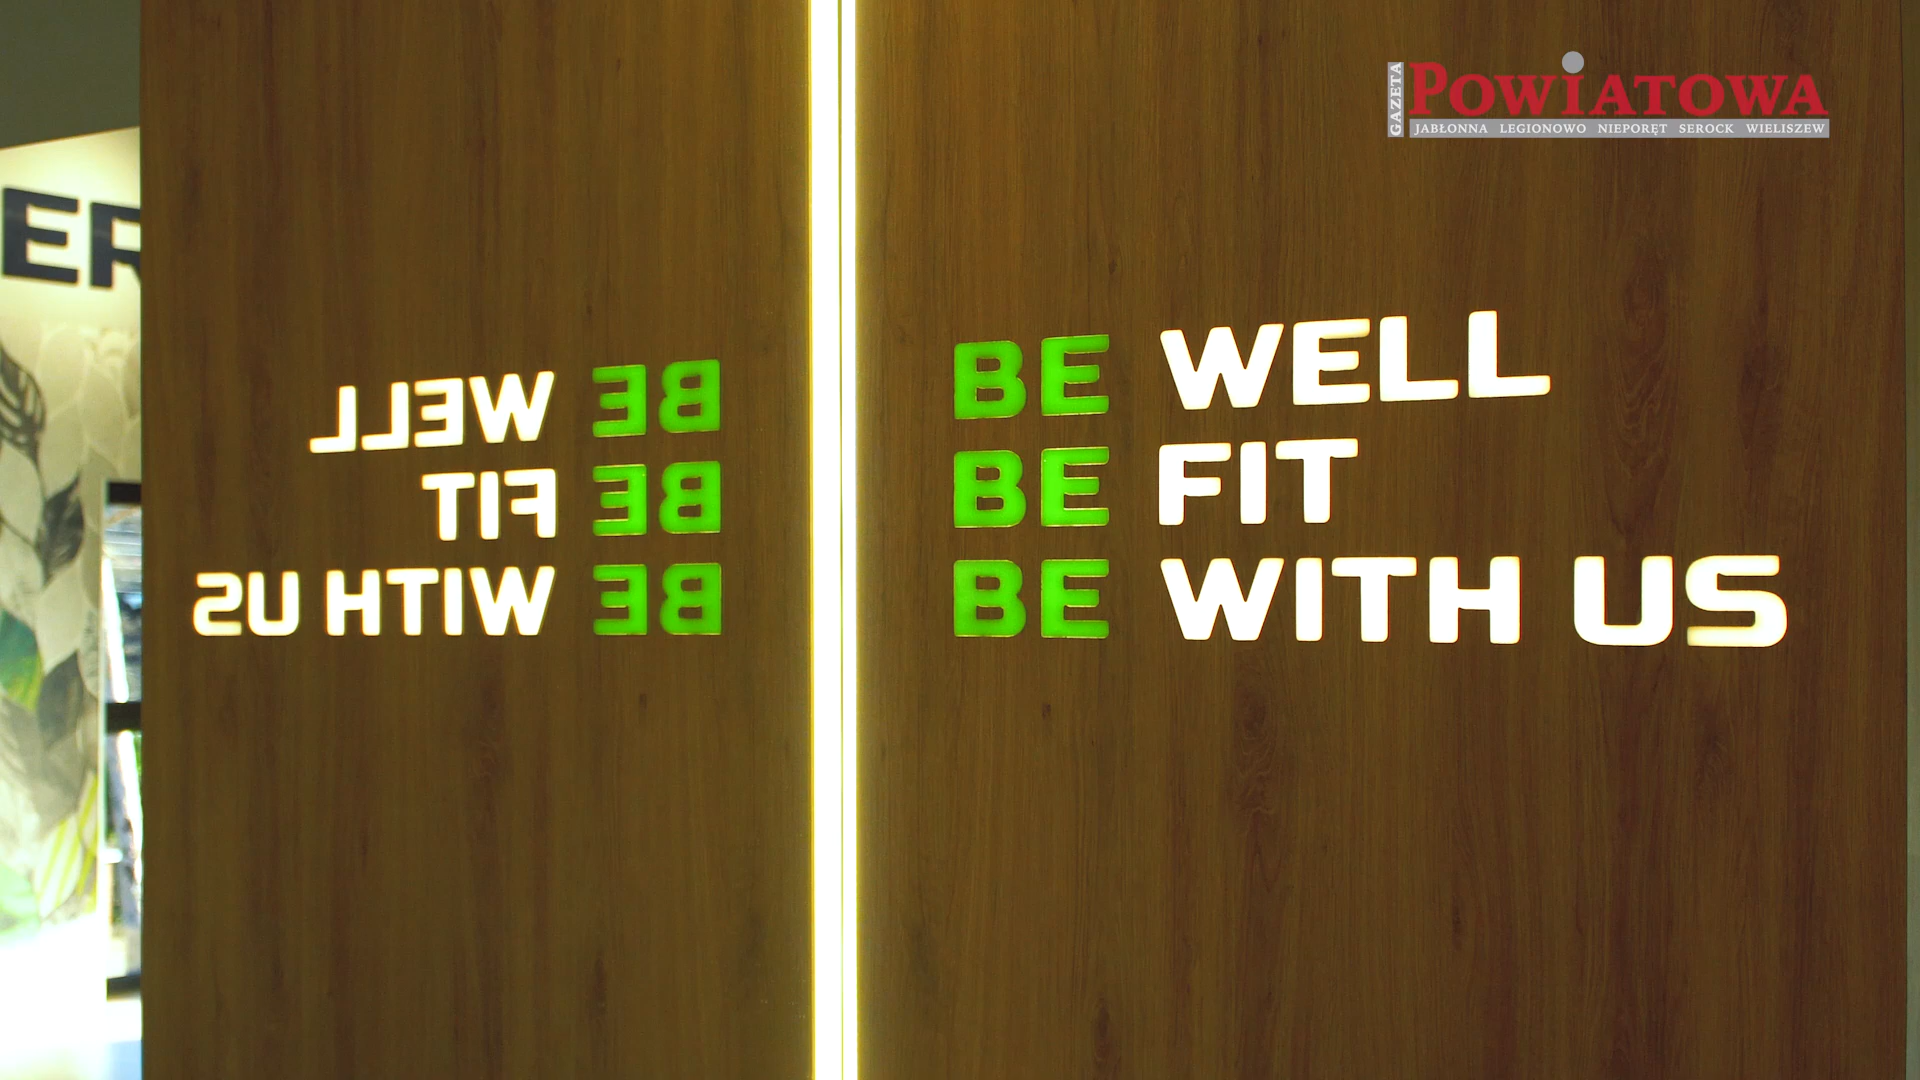 GAZETA
POWIATOWA
JABŁONNA LEGIONOWO NIEPORĘT SEROCK WIELISZEW
ER
BE WELL
BE FIT
BE WITH US
BE WELL
BE FIT
BE WITH US